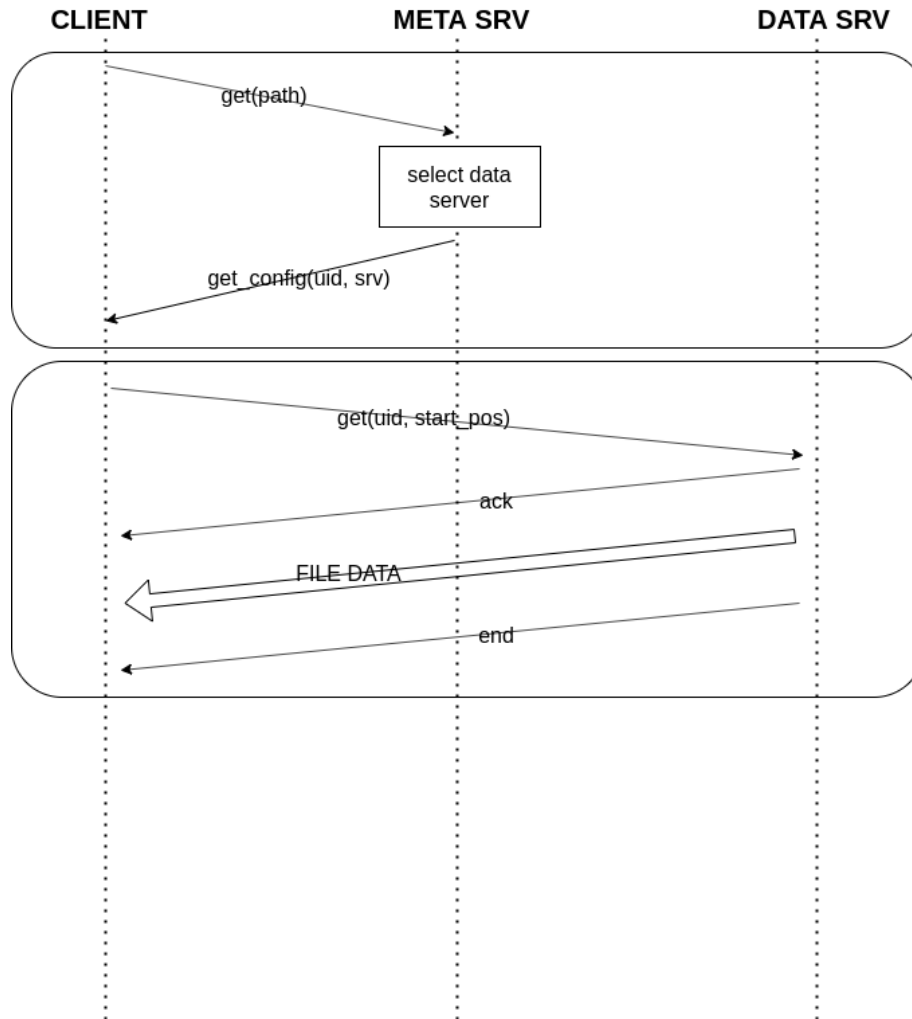 CLIENT
META SRV
DATA SRV
get(path)
select data
server
get_config(uid, srv)
get(uid, start_pos)
ack
FILE DATA
end